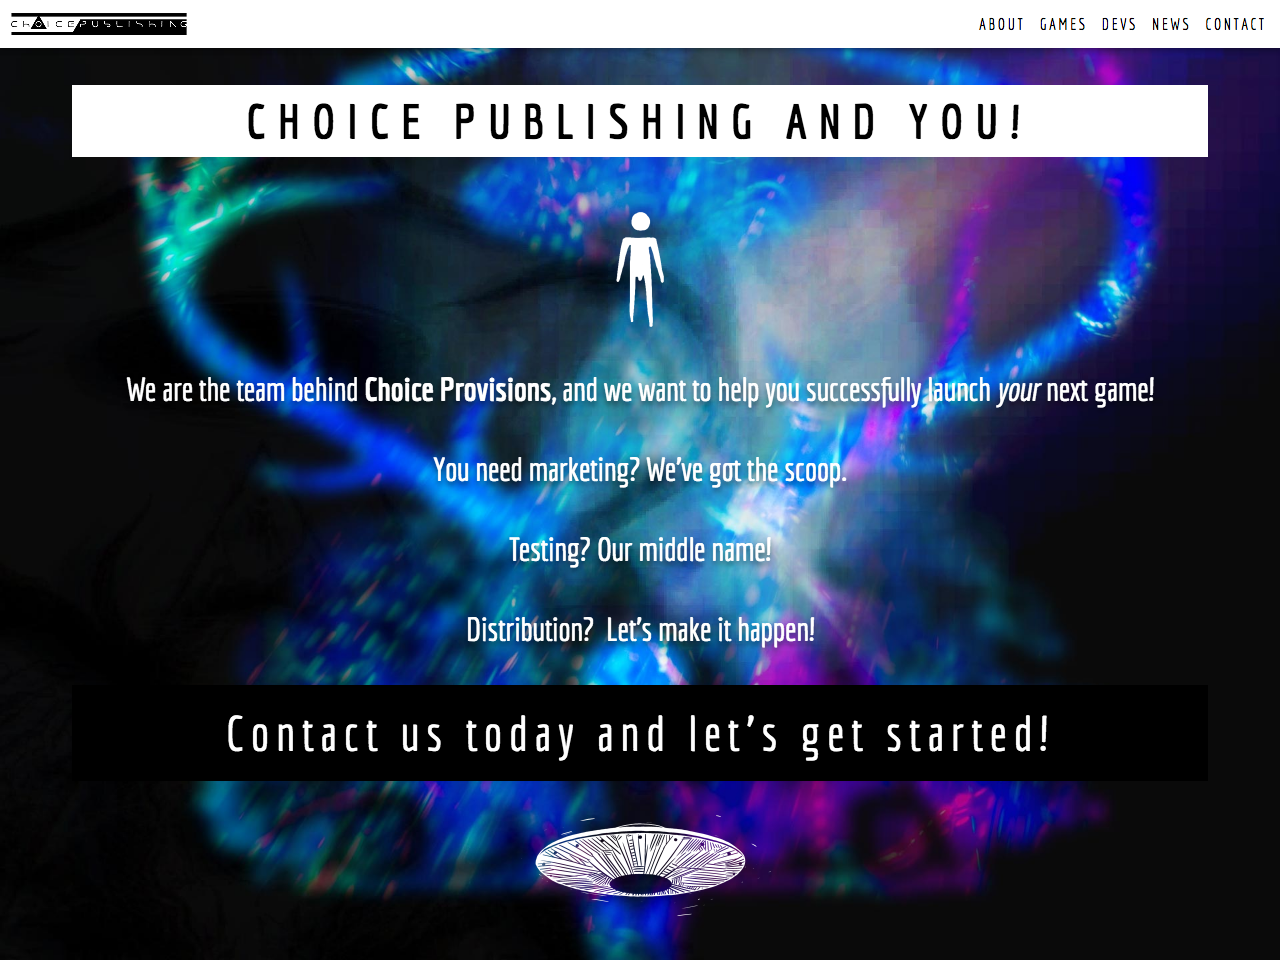 CHOICE PUBLISHING
ABOUT GAMES DEVS NEWS CONTACT
CHOICE PUBLISHING AND YOU!
We are the team behind Choice Provisions, and we want to help you successfully launch your next game!
You need marketing? We've got the scoop.
Testing? Our middle name!
Distribution?  Let's make it happen!
Contact us today and let's get started!